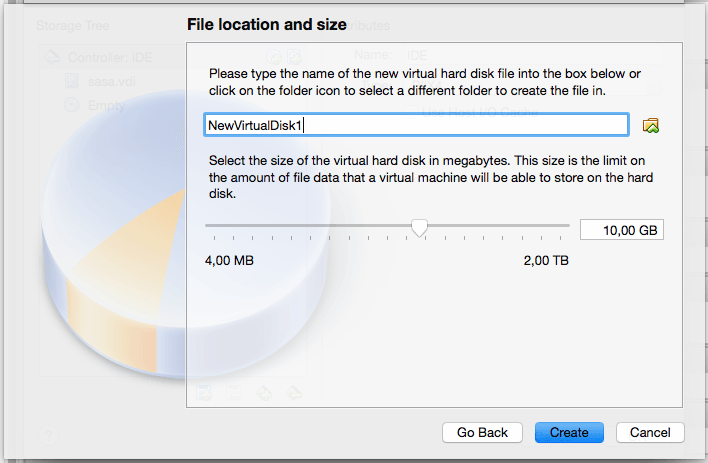 Storage Tree
File location and size
Attributes
Controller: IDE
Name: IDE
sasa.vdi
Empty
Please type the name of the new virtual hard disk file into the box below or
click on the folder icon to select a different folder to create the file in.
Use Host I/O Cache
NewVirtualDisk1
Select the size of the virtual hard disk in megabytes. This size is the limit on
the amount of file data that a virtual machine will be able to store on the hard
disk.
10,00 GB
4,00 MB
2,00 TB
?
Go Back
Create
Cancel